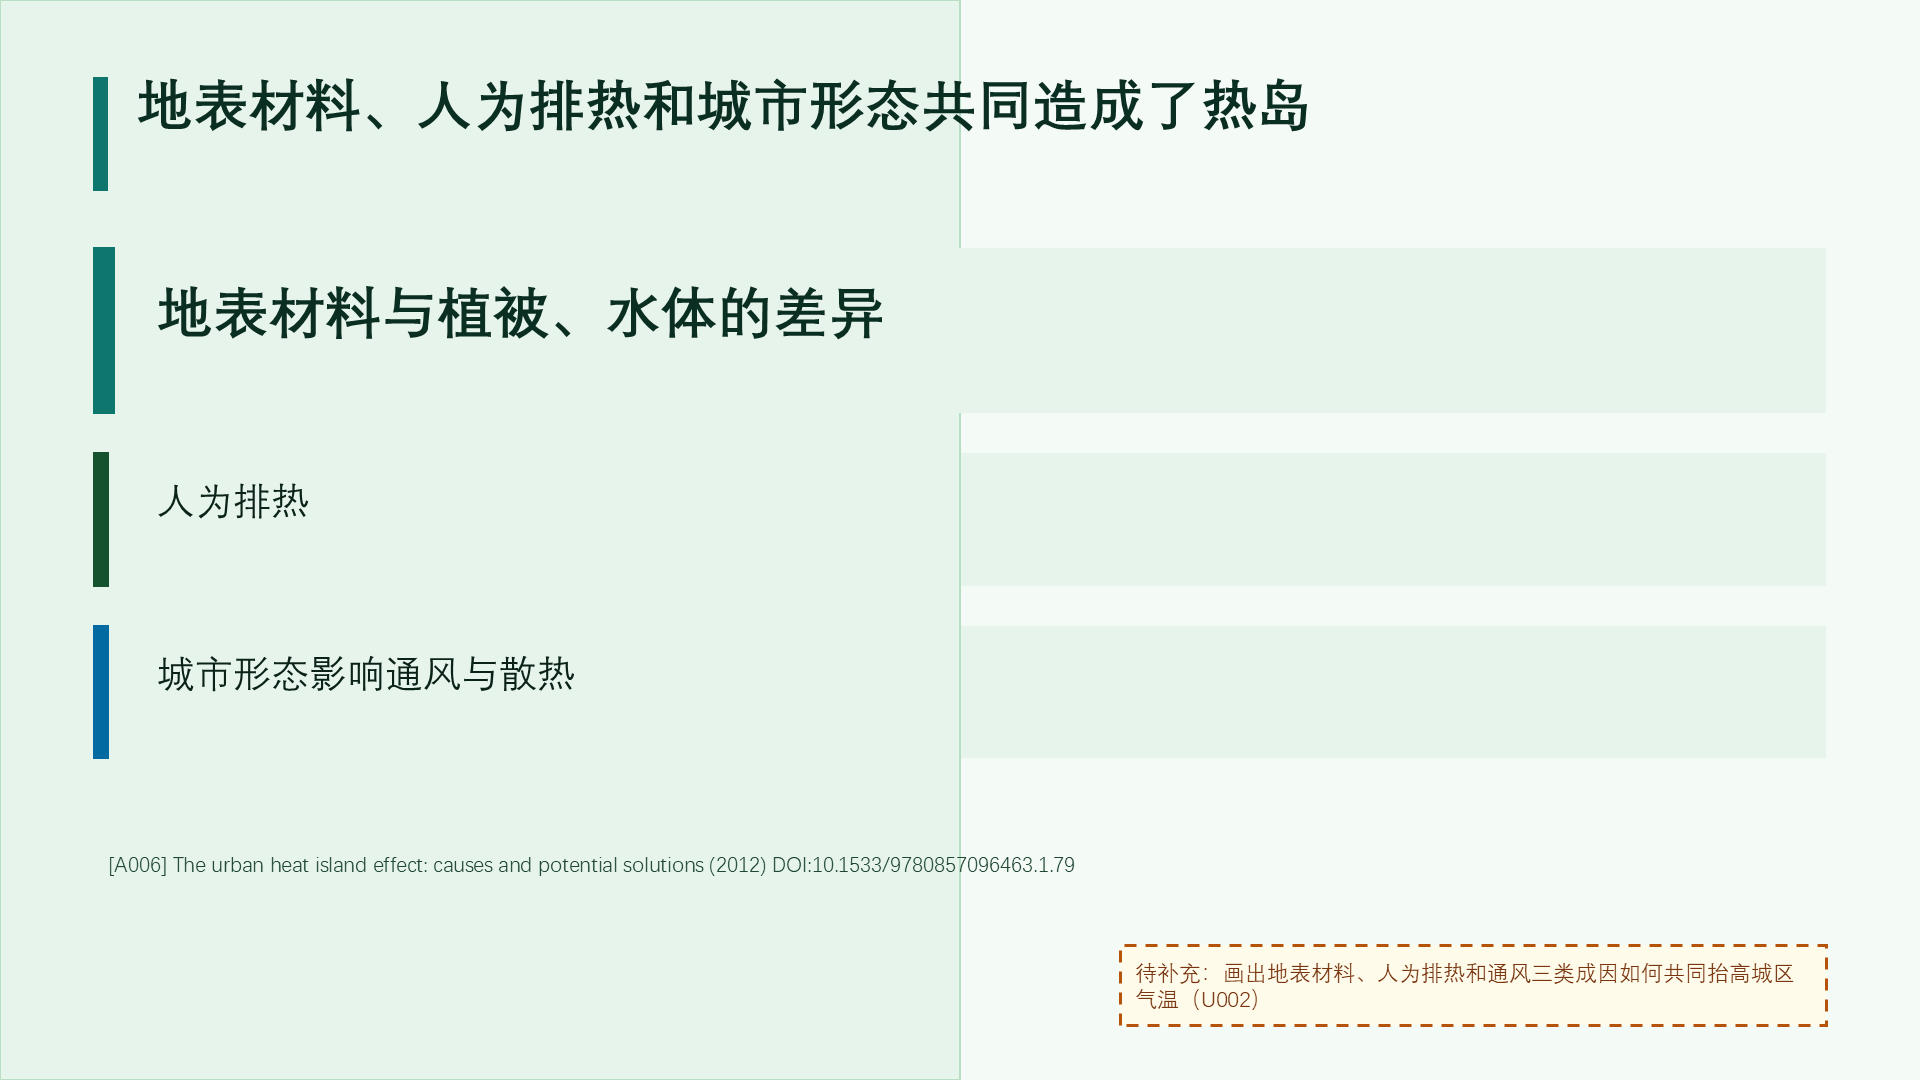 地表材料、人为排热和城市形态共同造成了热岛
地表材料与植被、水体的差异
人为排热
城市形态影响通风与散热
[A006] The urban heat island effect: causes and potential solutions (2012) DOI:10.1533/9780857096463.1.79
待补充：画出地表材料、人为排热和通风三类成因如何共同抬高城区
气温（U002）